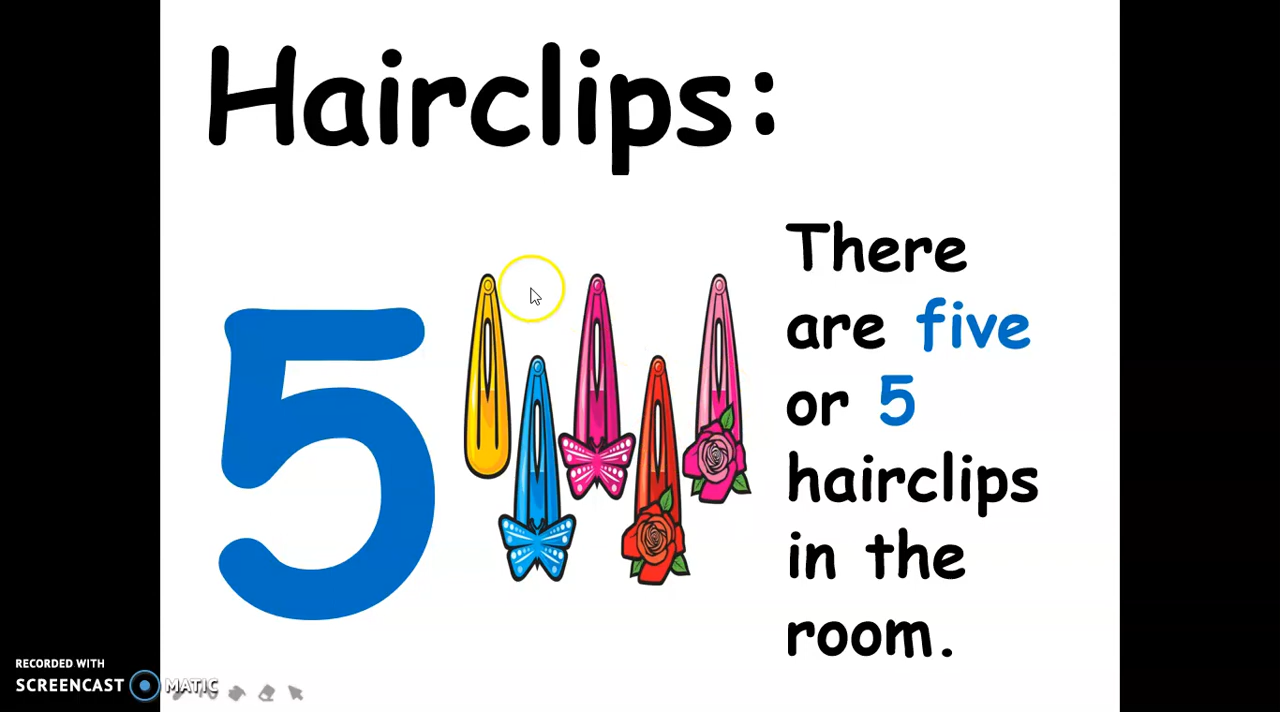 Hairclips:
5
There
are five
or 5
hairclips
in the
room.
RECORDED WITH
SCREENCAST MATIC